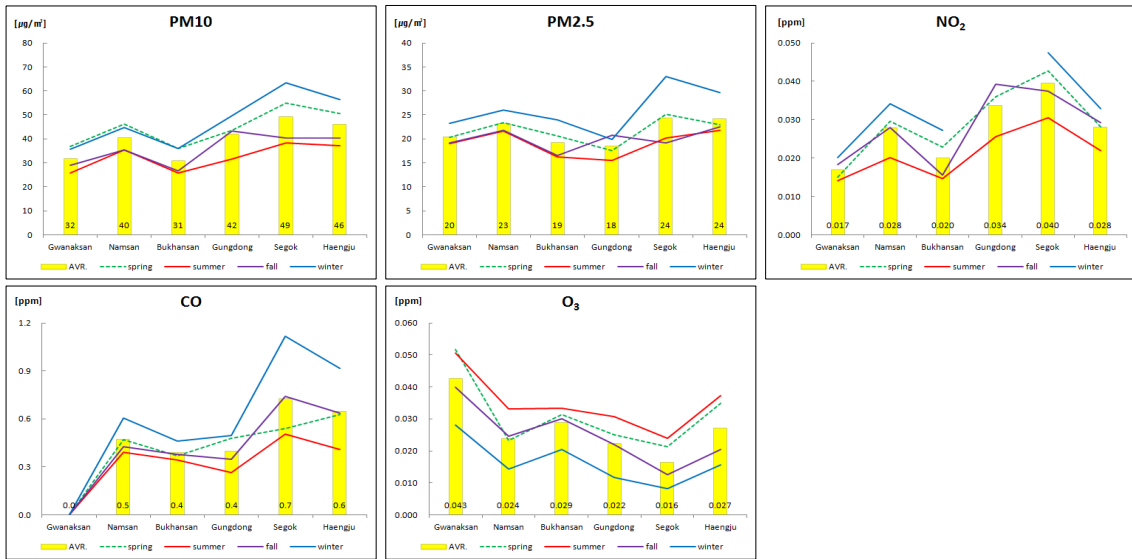 [μg/㎥]
PM10
80
70
60
50
40
30
20
10
0
32 40 31 42 49 46
Gwanaksan Namsan Bukhansan Gungdong Segok Haengju
AVR. spring summer fall winter
[μg/㎥]
PM2.5
40
35
30
25
20
15
10
5
0
20 23 19 18 24 24
Gwanaksan Namsan Bukhansan Gungdong Segok Haengju
AVR. spring summer fall winter
[ppm]
NO₂
0.050
0.040
0.030
0.020
0.010
0.000
0.017 0.028 0.020 0.034 0.040 0.028
Gwanaksan Namsan Bukhansan Gungdong Segok Haengju
AVR. spring summer fall winter
[ppm]
CO
1.2
0.9
0.6
0.3
0.0
0.0 0.5 0.4 0.4 0.7 0.6
Gwanaksan Namsan Bukhansan Gungdong Segok Haengju
AVR. spring summer fall winter
[ppm]
O₃
0.060
0.050
0.040
0.030
0.020
0.010
0.000
0.043 0.024 0.029 0.022 0.016 0.027
Gwanaksan Namsan Bukhansan Gungdong Segok Haengju
AVR. spring summer fall winter